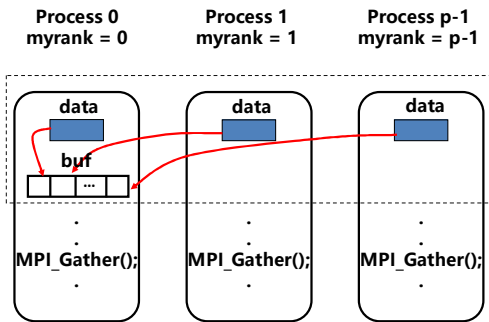 Process 0
myrank = 0
Process 1
myrank = 1
Process p-1
myrank = p-1
data
data
data
buf
...
.
.
MPI_Gather();
.
.
.
MPI_Gather();
.
.
.
MPI_Gather();
.